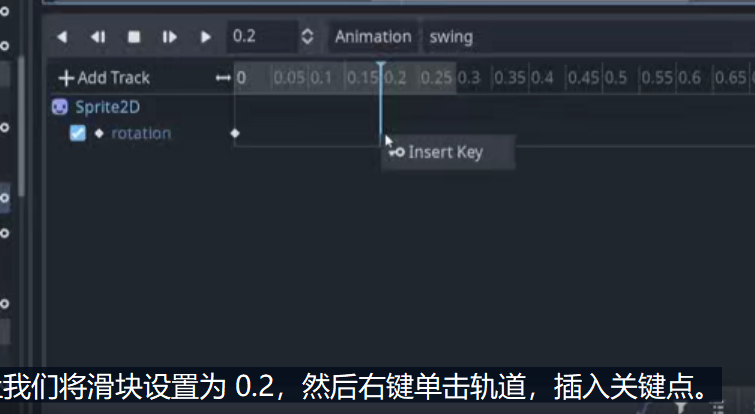 0.2 Animation swing
Add Track 0 0.05 0.1 0.15 0.2 0.25 0.3 0.35 0.4 0.45 0.5 0.55 0.6 0.65
Sprite2D
rotation
Insert Key
我们将滑块设置为 0.2，然后右键单击轨道，插入关键点。